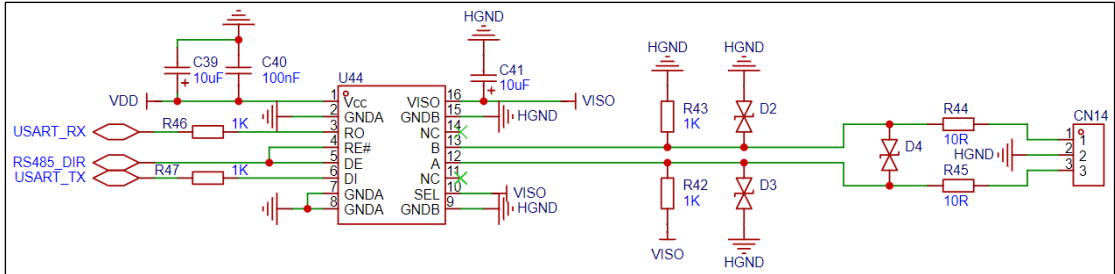 HGND
C39
10uF
C40
100nF
VDD
USART_RX
R46
1K
RS485_DIR
USART_TX
R47
1K
U44
1 Vcc VISO 16
2 GNDA GNDB 15
3 RO NC 14
4 RE# B 13
5 DE A 12
6 DI NC 11
7 GNDA SEL 10
8 GNDA GNDB 9
C41
10uF
VISO
HGND
VISO
HGND
HGND
HGND
R43
1K
D2
R42
1K
D3
VISO
HGND
D4
R44
10R
R45
10R
HGND
CN14
1 1
2 2
3 3